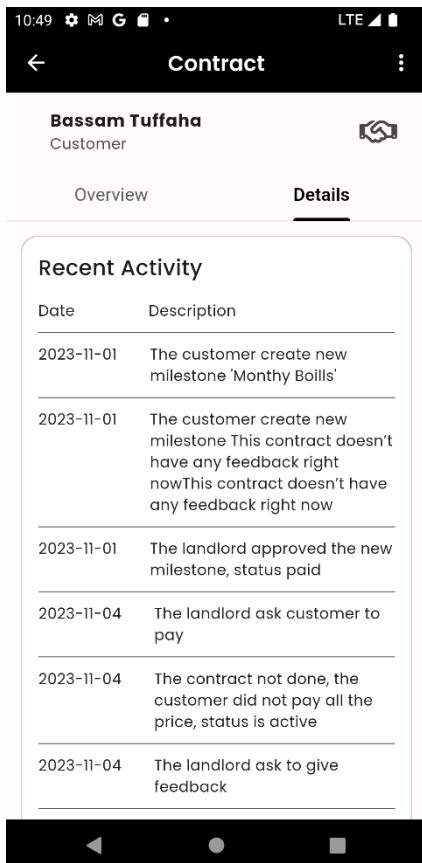 10:49 G LTE
Contract
Bassam Tuffaha
Customer
Overview Details
Recent Activity
Date Description
2023-11-01 The customer create new
milestone 'Monthy Boills'
2023-11-01 The customer create new
milestone This contract doesn't
have any feedback right
nowThis contract doesn't have
any feedback right now
2023-11-01 The landlord approved the new
milestone, status paid
2023-11-04 The landlord ask customer to
pay
2023-11-04 The contract not done, the
customer did not pay all the
price, status is active
2023-11-04 The landlord ask to give
feedback